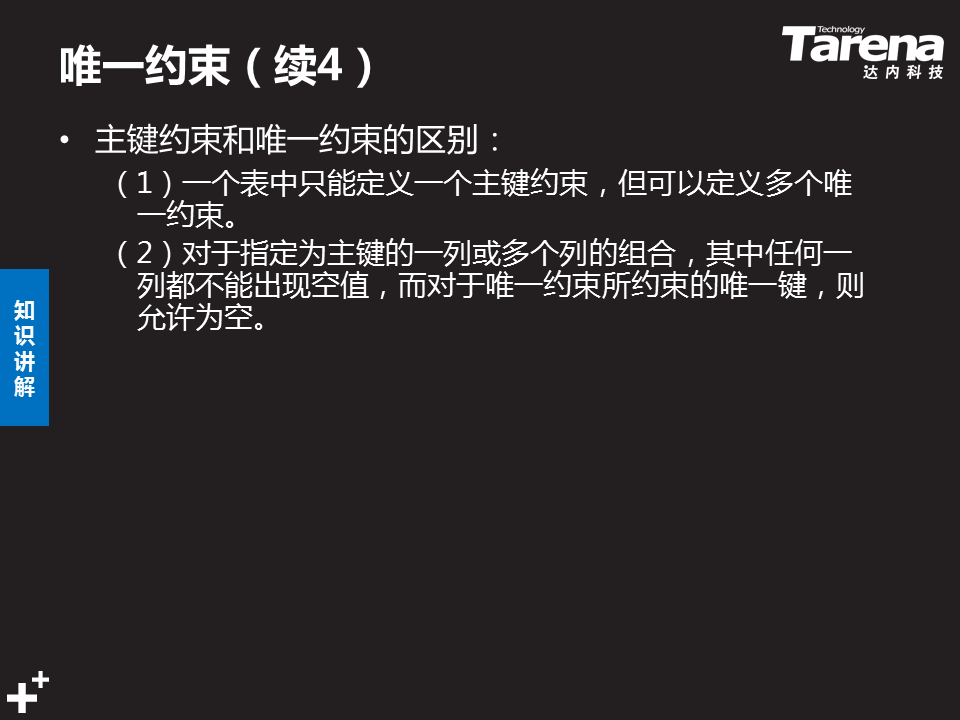 唯一约束（续4）
Technology
Tarena
达内科技
• 主键约束和唯一约束的区别：
（1）一个表中只能定义一个主键约束，但可以定义多个唯
一约束。
（2）对于指定为主键的一列或多个列的组合，其中任何一
列都不能出现空值，而对于唯一约束所约束的唯一键，则
允许为空。
知
识
讲
解